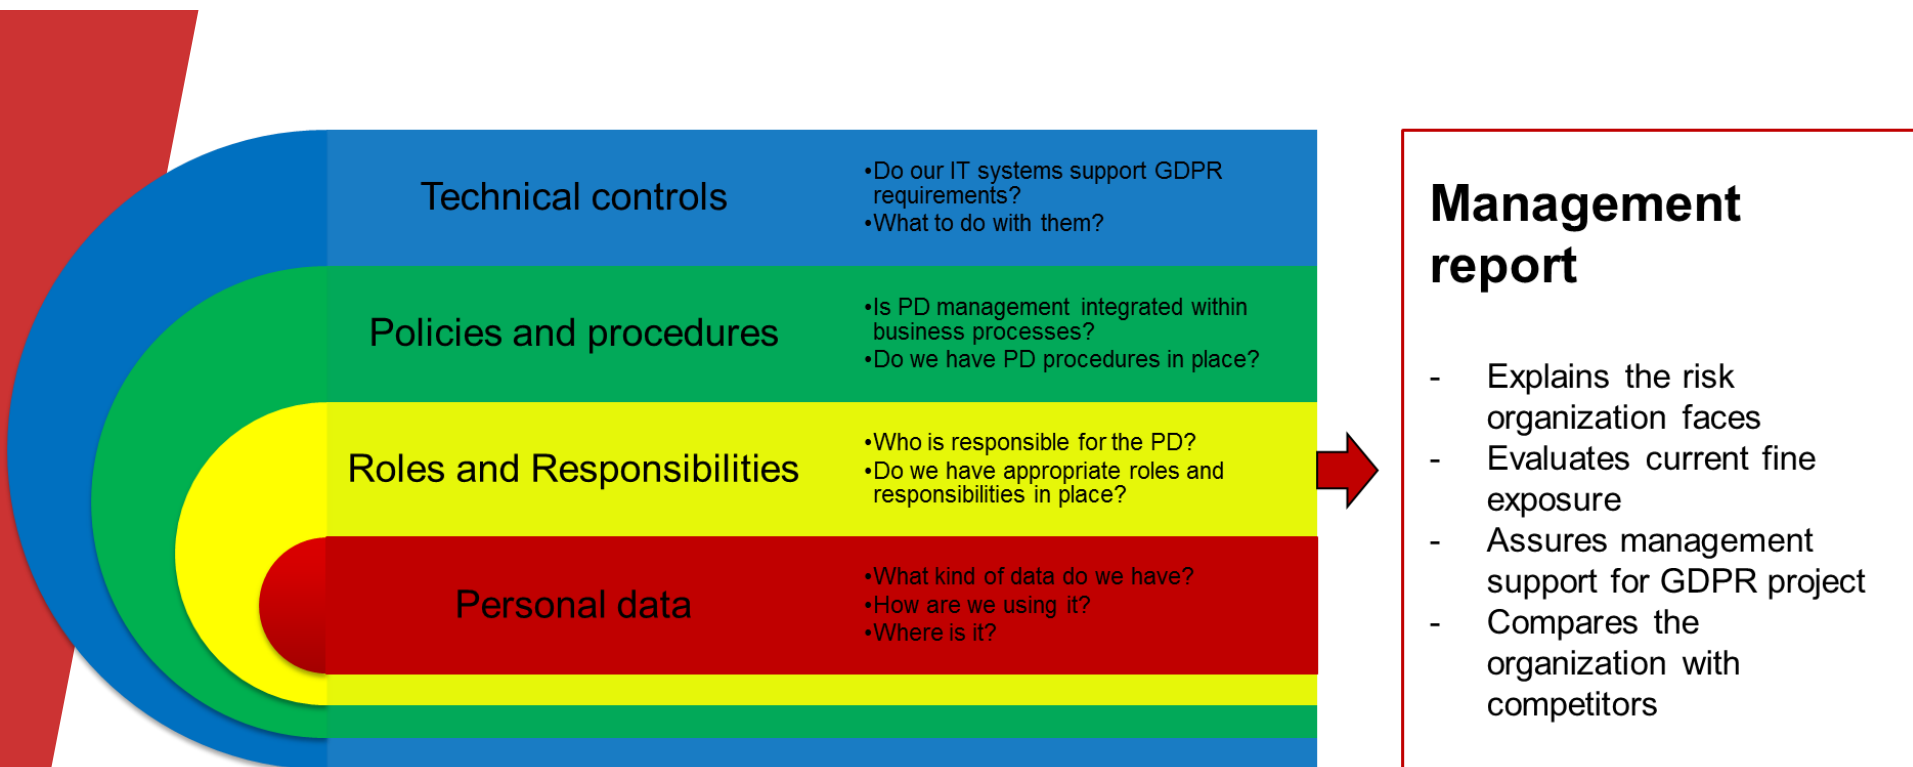 Technical controls
•Do our IT systems support GDPR
requirements?
•What to do with them?
Policies and procedures
•Is PD management integrated within
business processes?
•Do we have PD procedures in place?
Roles and Responsibilities
•Who is responsible for the PD?
•Do we have appropriate roles and
responsibilities in place?
Personal data
•What kind of data do we have?
•How are we using it?
•Where is it?
Management
report
- Explains the risk
organization faces
- Evaluates current fine
exposure
- Assures management
support for GDPR project
- Compares the
organization with
competitors